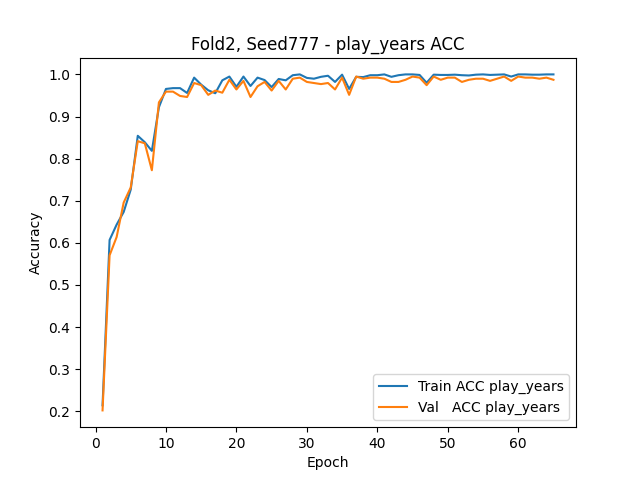 Fold2, Seed777 - play_years ACC
Accuracy
1.0
0.9
0.8
0.7
0.6
0.5
0.4
0.3
0.2
Train ACC play_years
Val   ACC play_years
0 10 20 30 40 50 60
Epoch